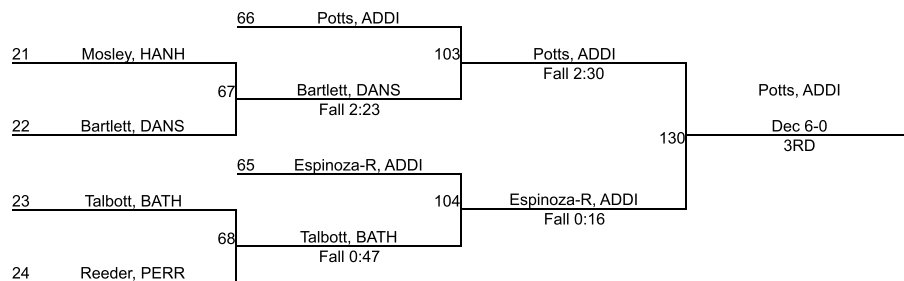 66 Potts, ADDI
21 Mosley, HANH
103 Potts, ADDI
Fall 2:30
67 Bartlett, DANS
Fall 2:23
Potts, ADDI
22 Bartlett, DANS
130 Dec 6-0
3RD
65 Espinoza-R, ADDI
23 Talbott, BATH
104 Espinoza-R, ADDI
Fall 0:16
68 Talbott, BATH
Fall 0:47
24 Reeder, PERR